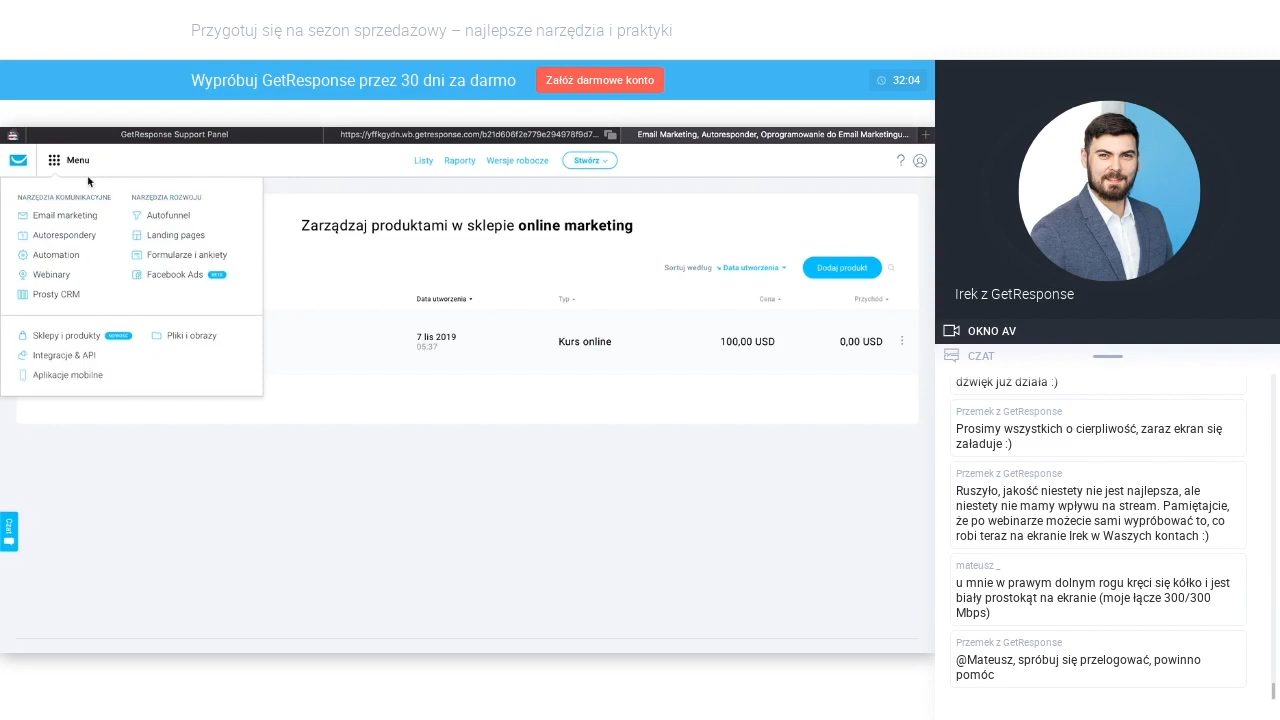 Przygotuj się na sezon sprzedażowy – najlepsze narzędzia i praktyki
Wypróbuj GetResponse przez 30 dni za darmo
Załóż darmowe konto
32:04
GetResponse Support Panel
https://yffkgydn.wb.getresponse.com/b21d606f2e779e294978f9d7...
Email Marketing, Autoresponder, Oprogramowanie do Email Marketingu...
Menu
Listy
Raporty
Wersje robocze
Stwórz
NARZĘDZIA KOMUNIKACYJNE
NARZĘDZIA ROZWOJU
Email marketing
Autofunnel
Autorespondery
Landing pages
Automation
Formularze i ankiety
Webinary
Facebook Ads
BETA
Prosty CRM
Sklepy i produkty
NOWOŚĆ
Pliki i obrazy
Integracje & API
Aplikacje mobilne
Zarządzaj produktami w sklepie online marketing
Sortuj według
Data utworzenia
Dodaj produkt
Data utworzenia
Typ
Cena
Przychód
7 lis 2019
05:37
Kurs online
100,00 USD
0,00 USD
Czat
Irek z GetResponse
OKNO AV
CZAT
dźwięk już działa :)
Przemek z GetResponse
Prosimy wszystkich o cierpliwość, zaraz ekran się
załaduje :)
Przemek z GetResponse
Ruszyło, jakość niestety nie jest najlepsza, ale
niestety nie mamy wpływu na stream. Pamiętajcie,
że po webinarze możecie sami wypróbować to, co
robi teraz na ekranie Irek w Waszych kontach :)
mateusz _
u mnie w prawym dolnym rogu kręci się kółko i jest
biały prostokąt na ekranie (moje łącze 300/300
Mbps)
Przemek z GetResponse
@Mateusz, spróbuj się przelogować, powinno
pomóc